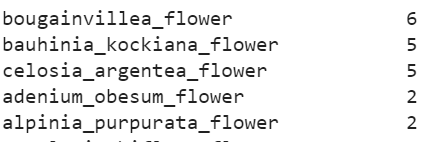 bougainvillea_flower 6
bauhinia_kockiana_flower 5
celosia_argentea_flower 5
adenium_obesum_flower 2
alpinia_purpurata_flower 2